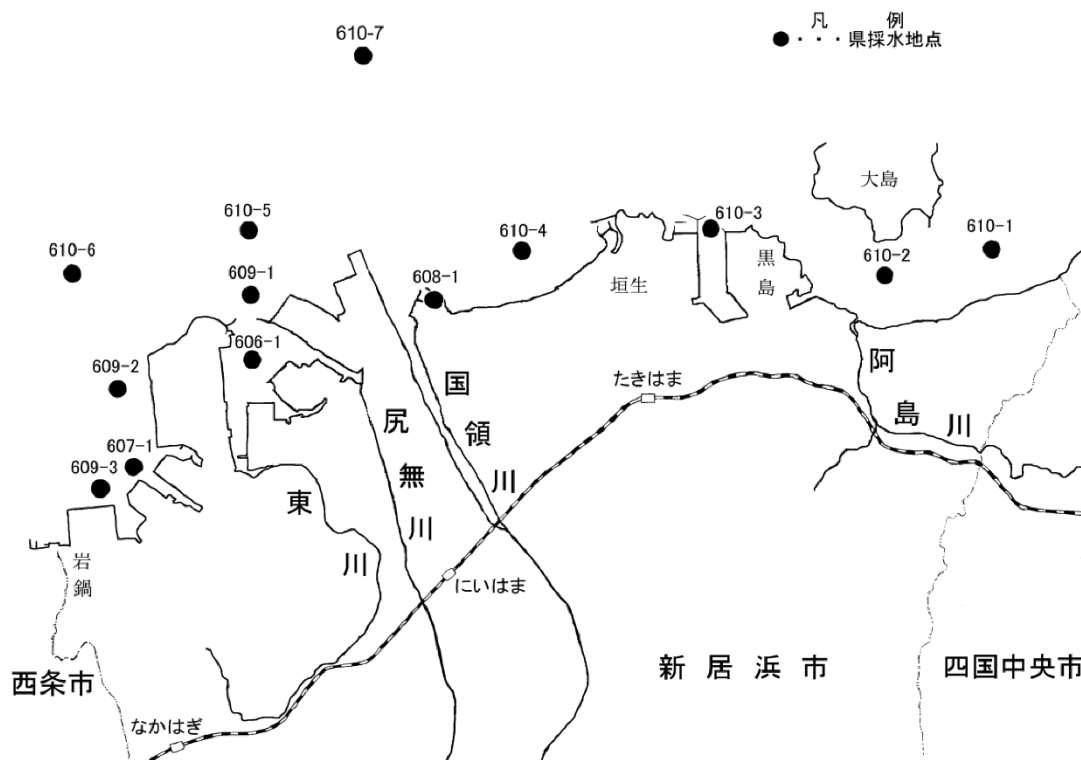 凡 例
●・・・県採水地点
610-7
大島
610-5
610-3
610-4
610-1
610-6
610-2
609-1
608-1
垣生
黒島
606-1
609-2
阿島川
たきはま
国領川
尻無川
607-1
609-3
東川
岩鍋
にいはま
西条市
新居浜市
四国中央市
なかはぎ